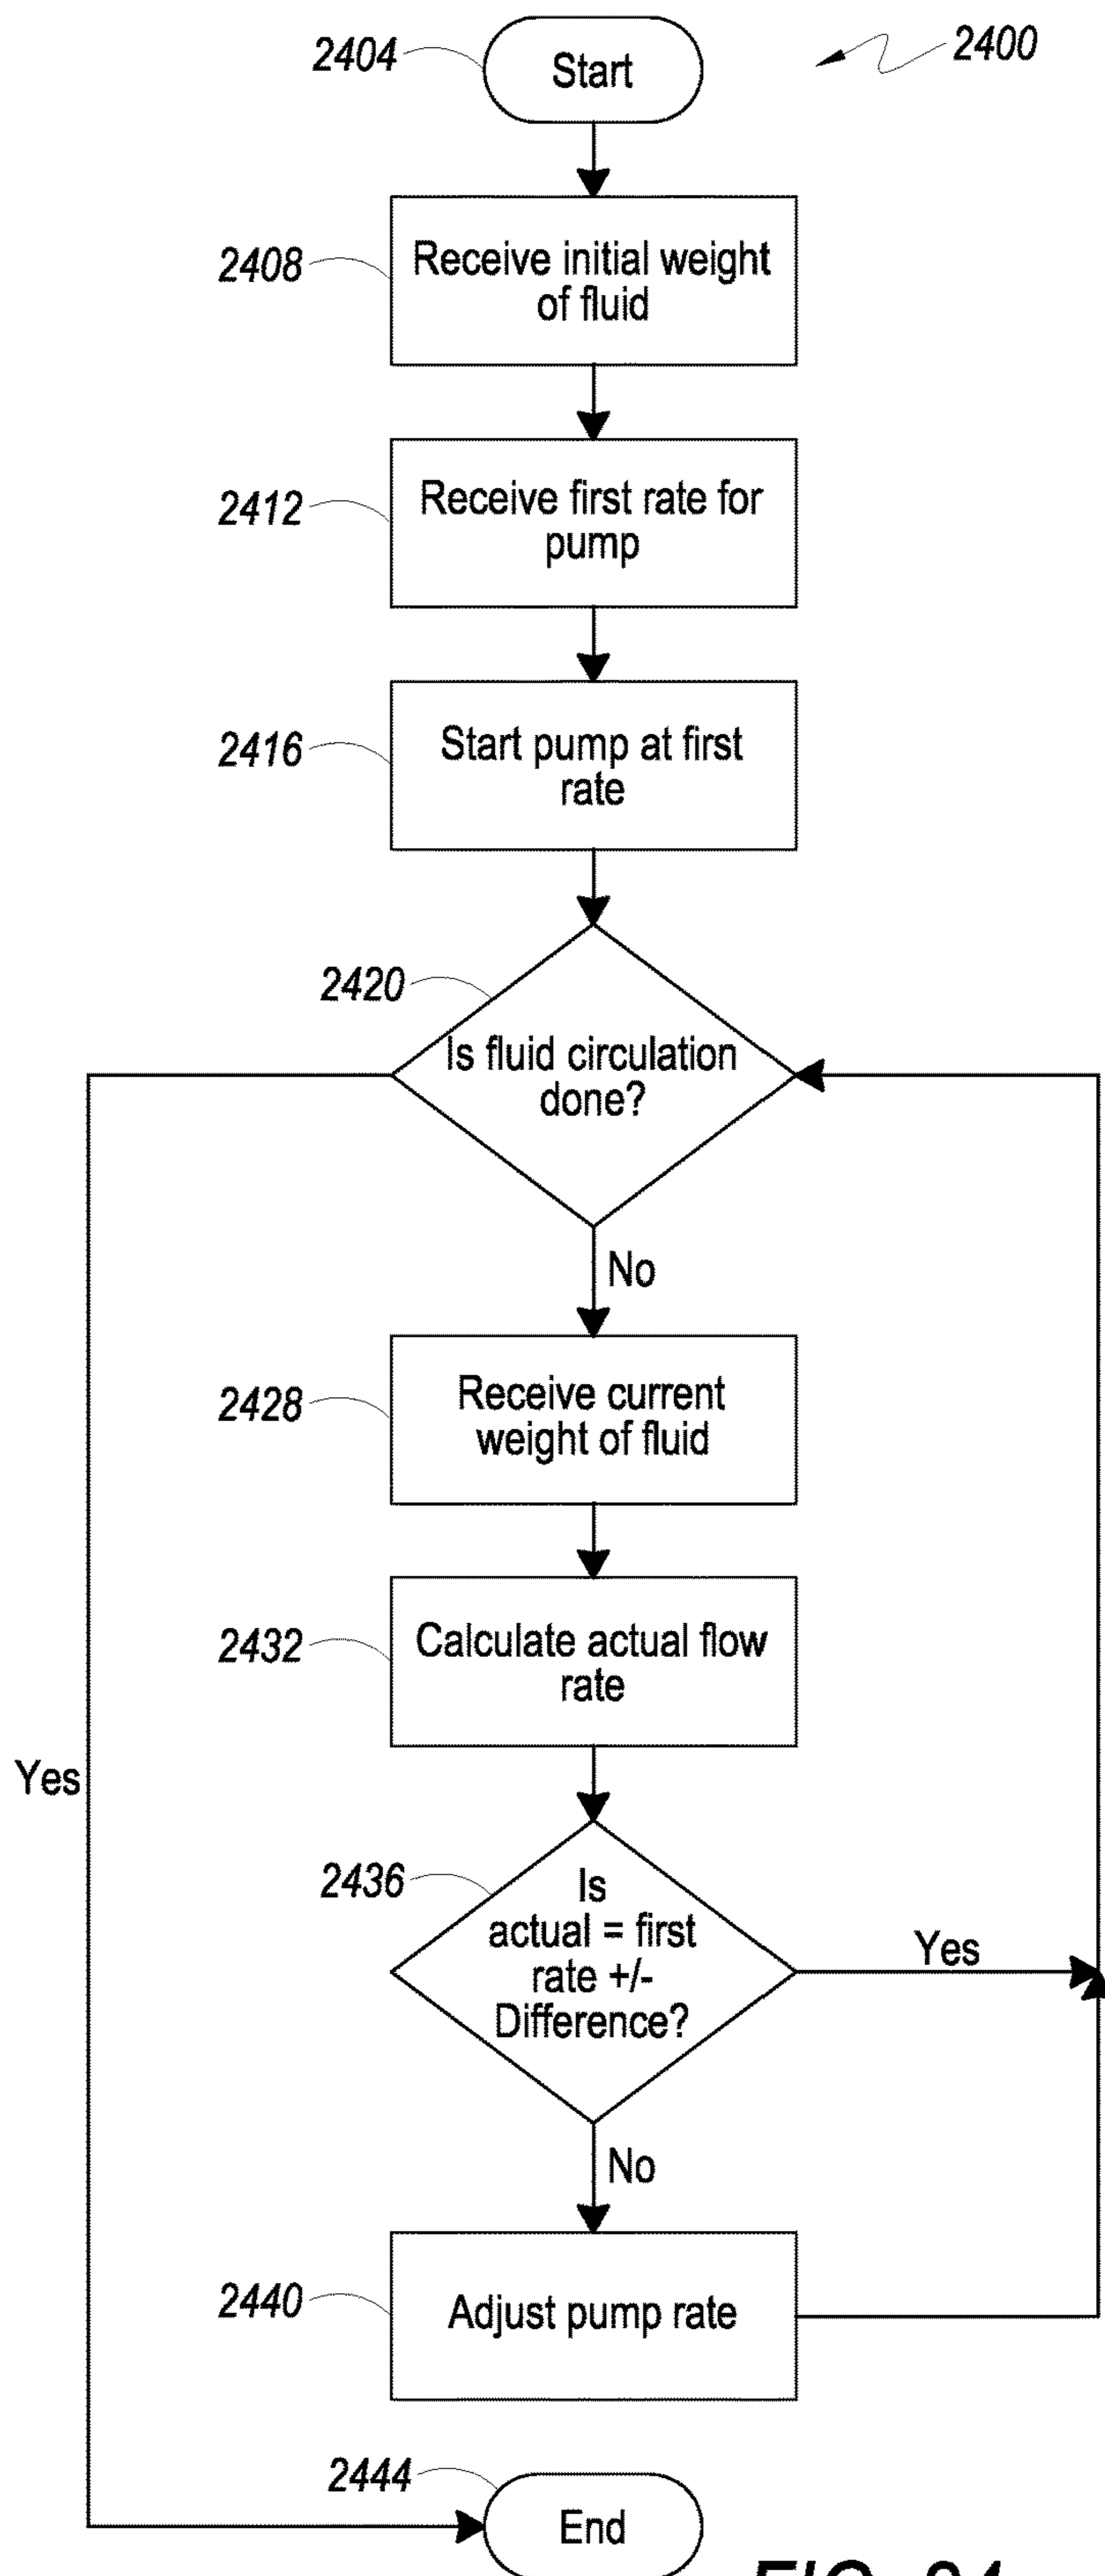 2404
Start
2400
2408
Receive initial weight
of fluid
2412
Receive first rate for
pump
2416
Start pump at first
rate
2420
Is fluid circulation
done?
No
2428
Receive current
weight of fluid
2432
Calculate actual flow
rate
Yes
2436
Is
actual = first
rate +/-
Difference?
Yes
No
2440
Adjust pump rate
2444
End